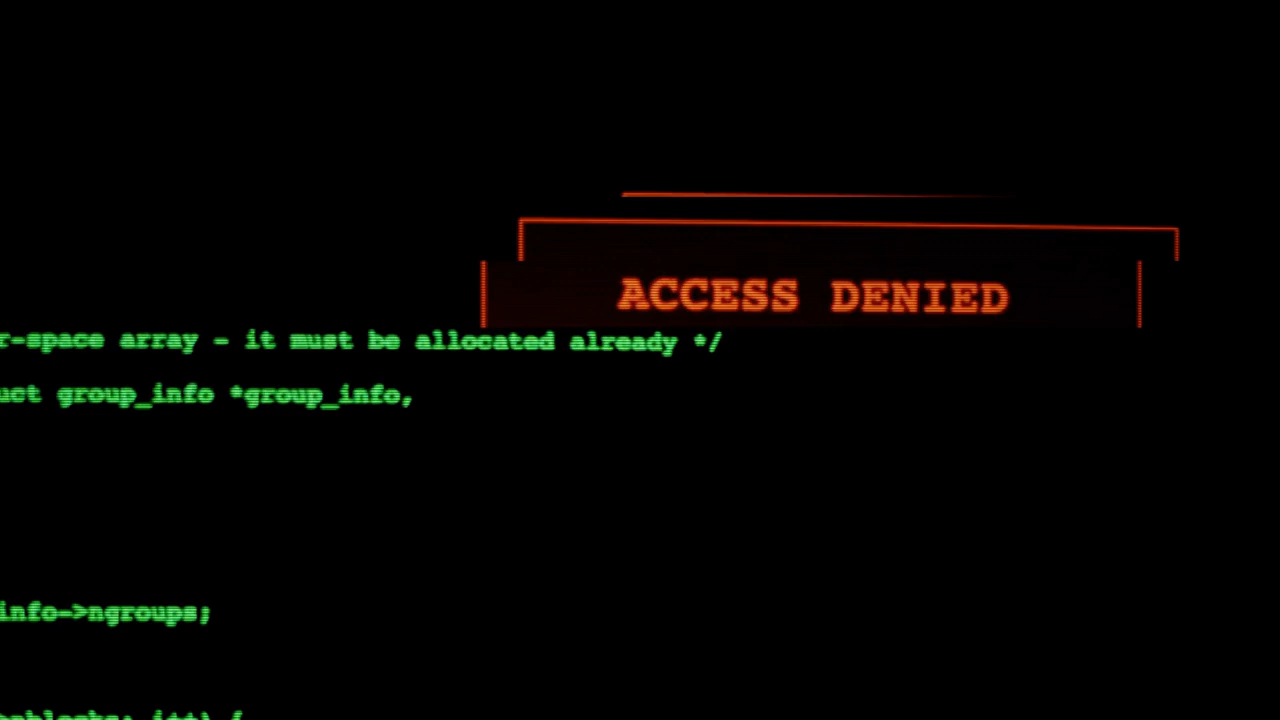 ACCESS DENIED
r-space array - it must be allocated already */
uct group_info *group_info,
info->ngroups;